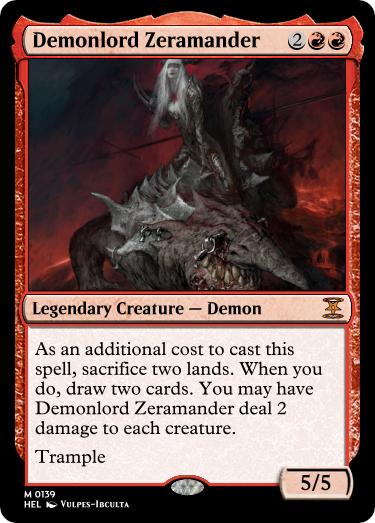 Demonlord Zeramander 2
Legendary Creature — Demon
As an additional cost to cast this
spell, sacrifice two lands. When you
do, draw two cards. You may have
Demonlord Zeramander deal 2
damage to each creature.
Trample
5/5
M 0139
HEL Vulpes-Ibculta